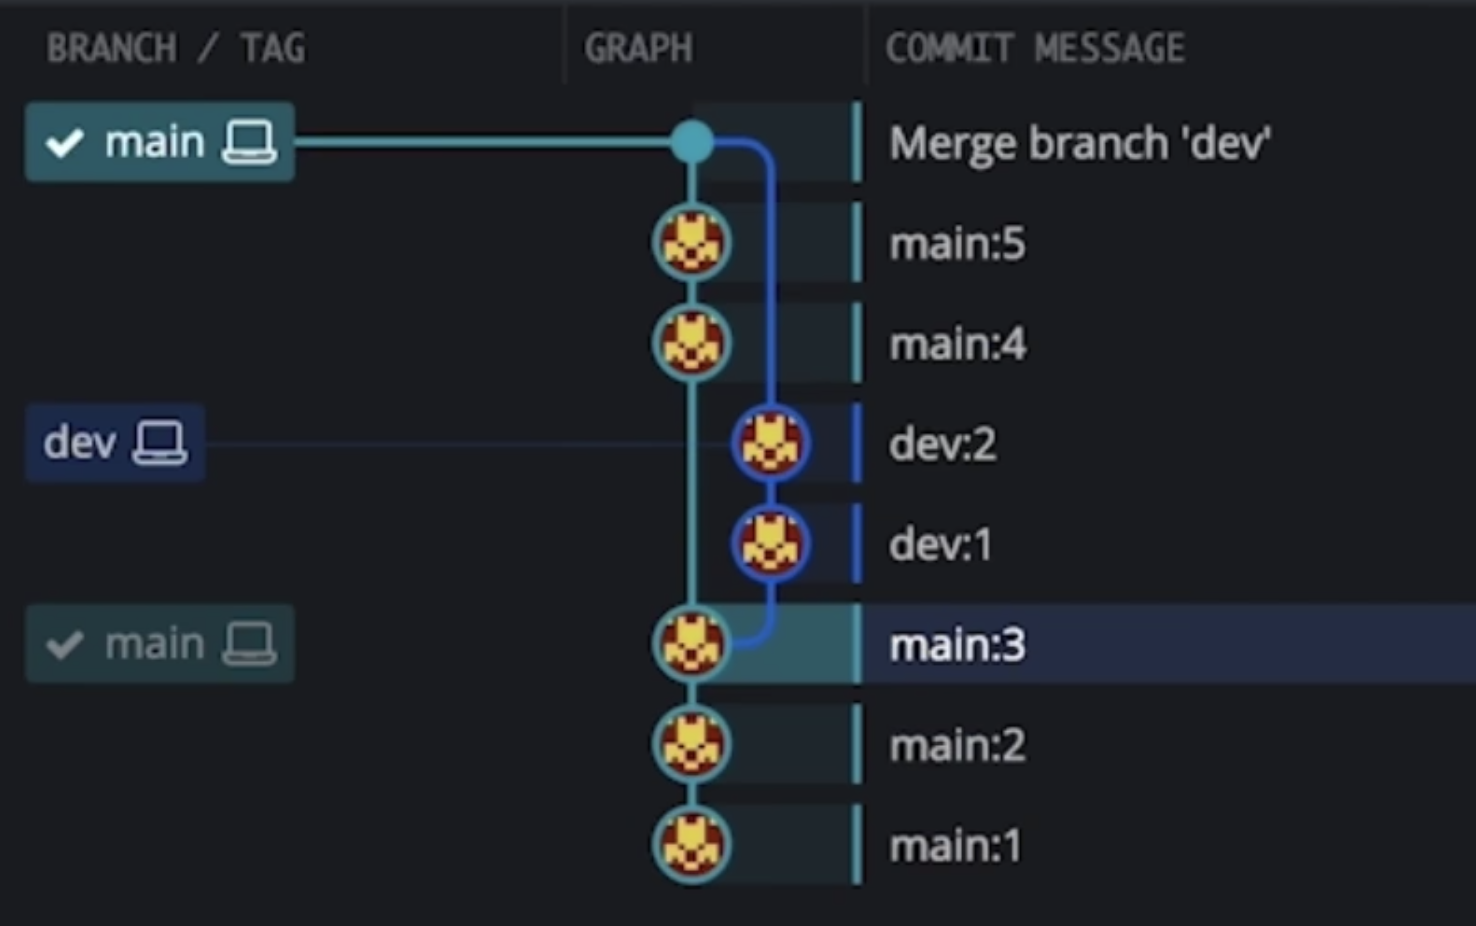 BRANCH / TAG GRAPH COMMIT MESSAGE
main Merge branch 'dev'
main:5
main:4
dev dev:2
dev:1
main main:3
main:2
main:1